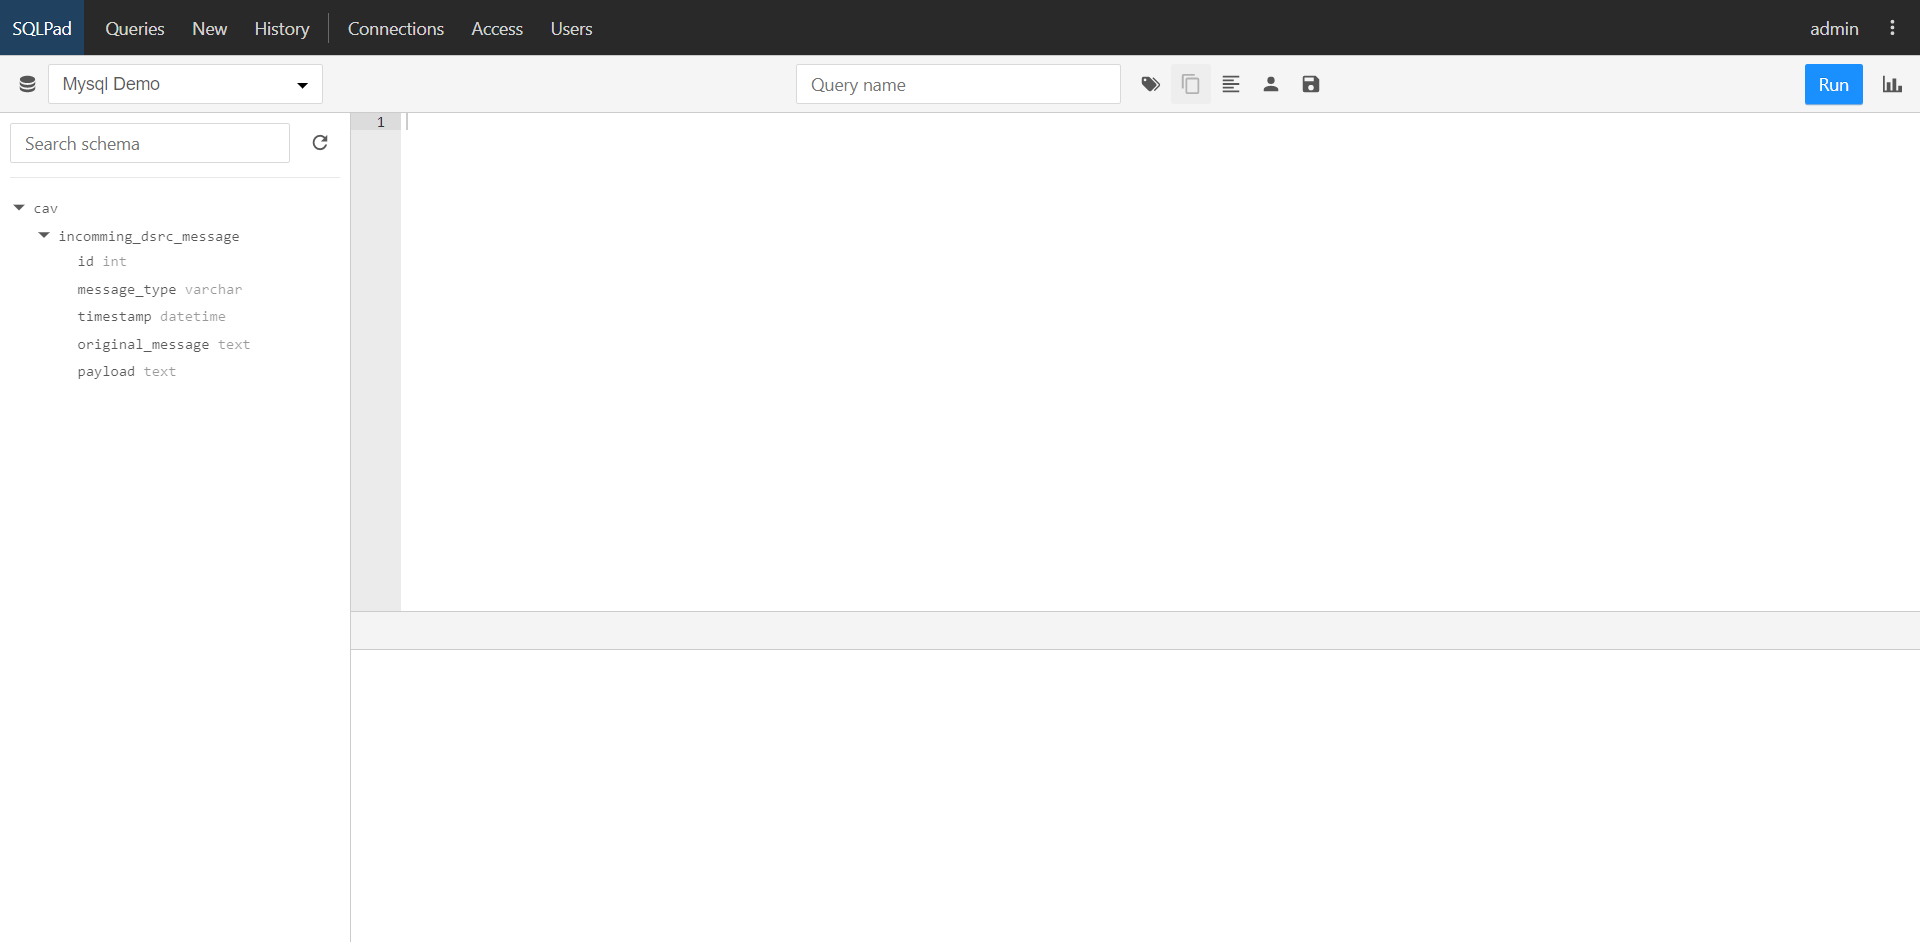 SQLPad Queries New History Connections Access Users admin
Mysql Demo Query name Run
Search schema
1
cav
incomming_dsrc_message
id int
message_type varchar
timestamp datetime
original_message text
payload text